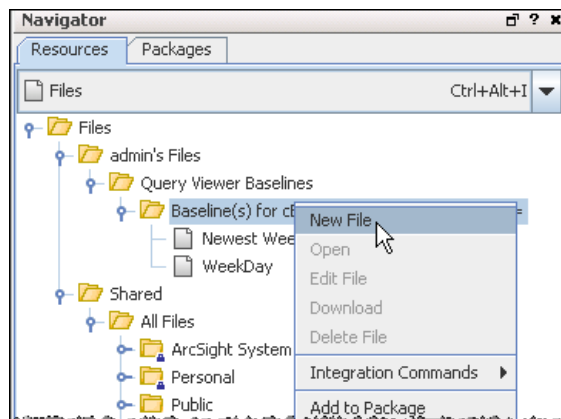 Navigator
Resources
Packages
Files
Ctrl+Alt+I
Files
admin's Files
Query Viewer Baselines
Baseline(s) for
New File
Newest
Open
WeekDay
Edit File
Shared
Download
All Files
Delete File
ArcSight System
Personal
Integration Commands
Public
Add to Package